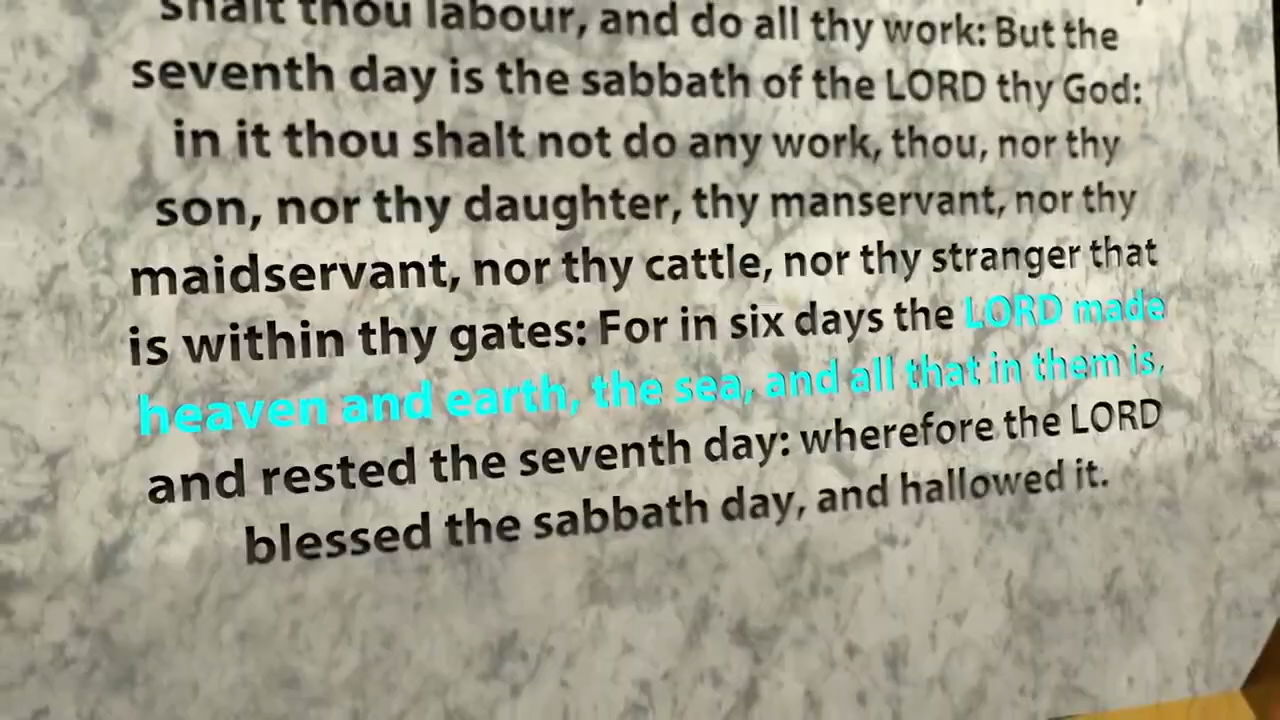 shalt thou labour, and do all thy work: But the
seventh day is the sabbath of the LORD thy God:
in it thou shalt not do any work, thou, nor thy
son, nor thy daughter, thy manservant, nor thy
maidservant, nor thy cattle, nor thy stranger that
is within thy gates: For in six days the LORD made
heaven and earth, the sea, and all that in them is,
and rested the seventh day: wherefore the LORD
blessed the sabbath day, and hallowed it.